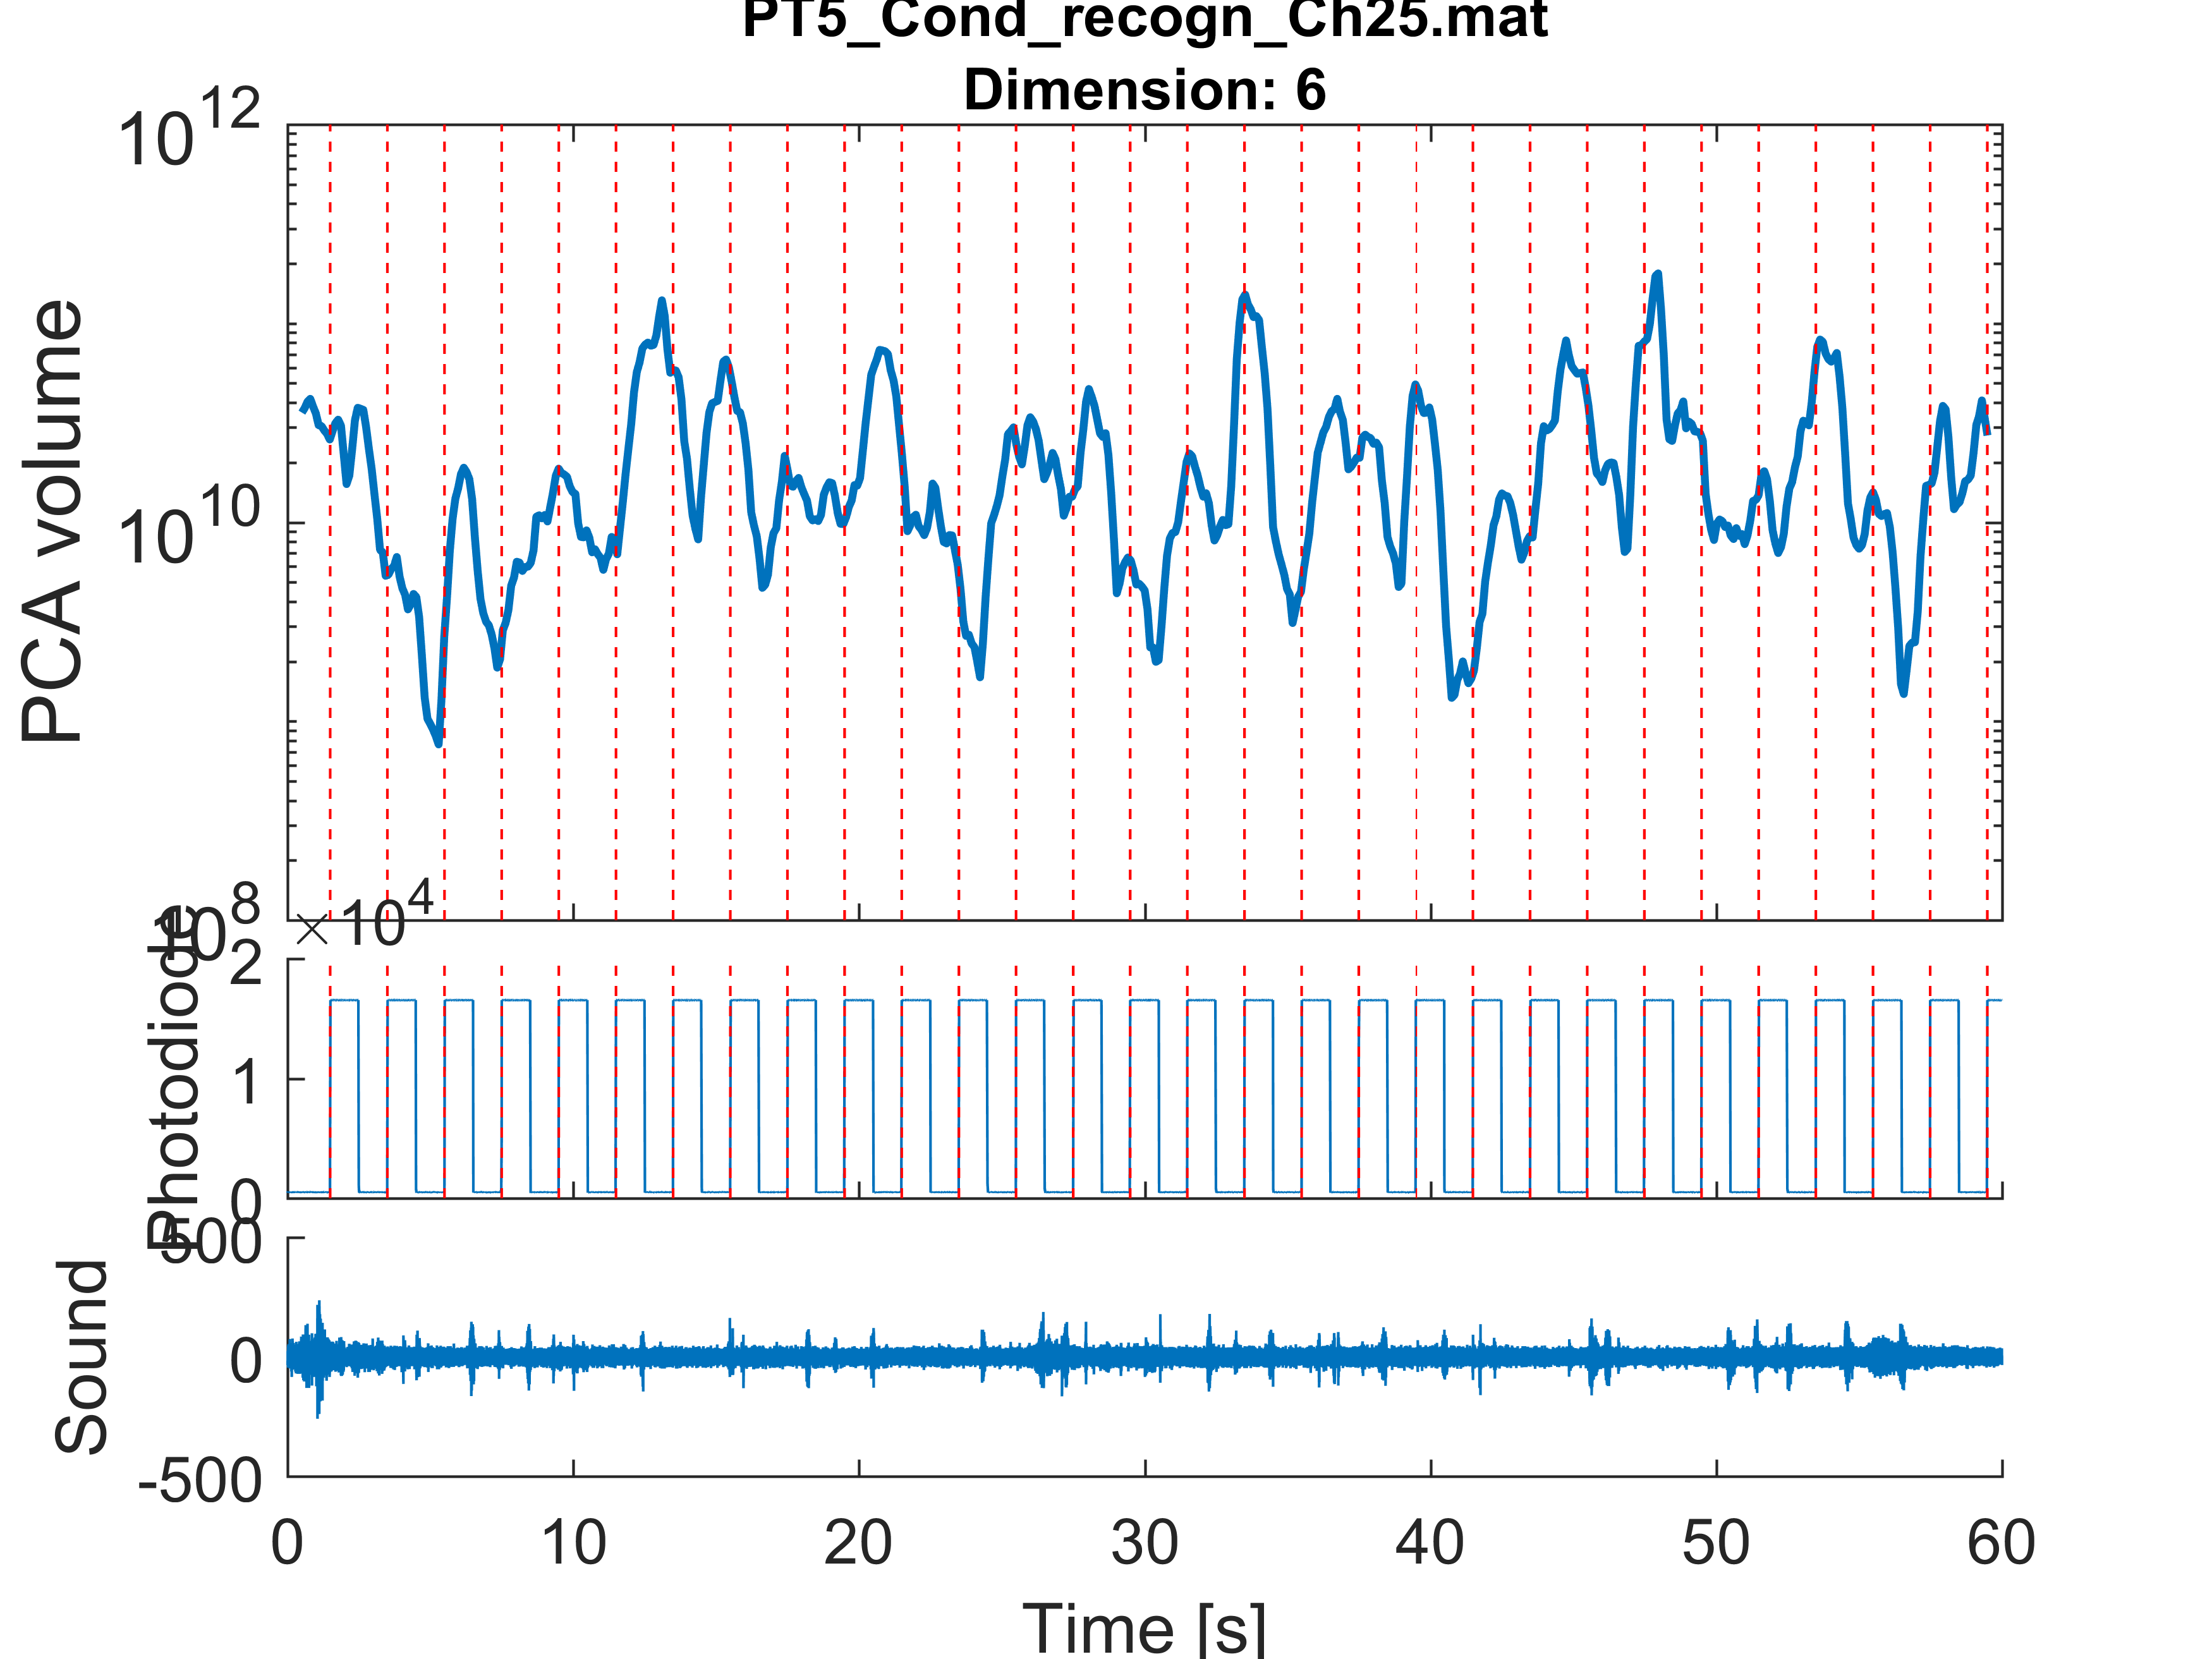 PT5_Cond_recogn_Ch25.mat
Dimension: 6
10^12
10^10
10^8
PCA volume
×10^4
2
1
0
Photodiode
500
0
-500
Sound
0 10 20 30 40 50 60
Time [s]